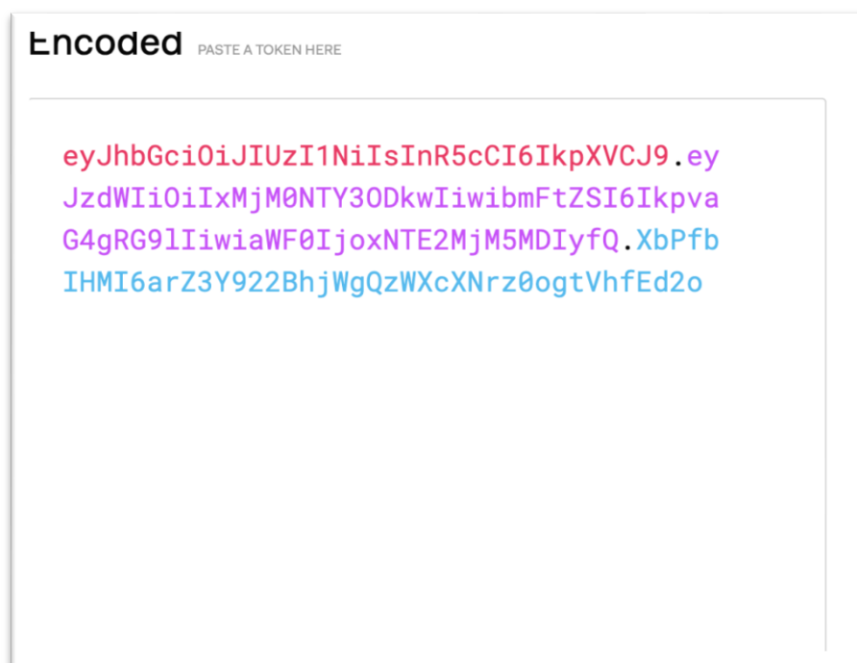 Encoded PASTE A TOKEN HERE
eyJhbGciOiJIUzI1NiIsInR5cCI6IkpXVCJ9.ey
JzdWIiOiIxMjM0NTY3ODkwIiwibmFtZSI6Ikpva
G4gRG9lIiwiaWF0IjoxNTE2MjM5MDIyfQ.XbPfb
IHMI6arZ3Y922BhjWgQzWXcXNrz0ogtVhfEd2o